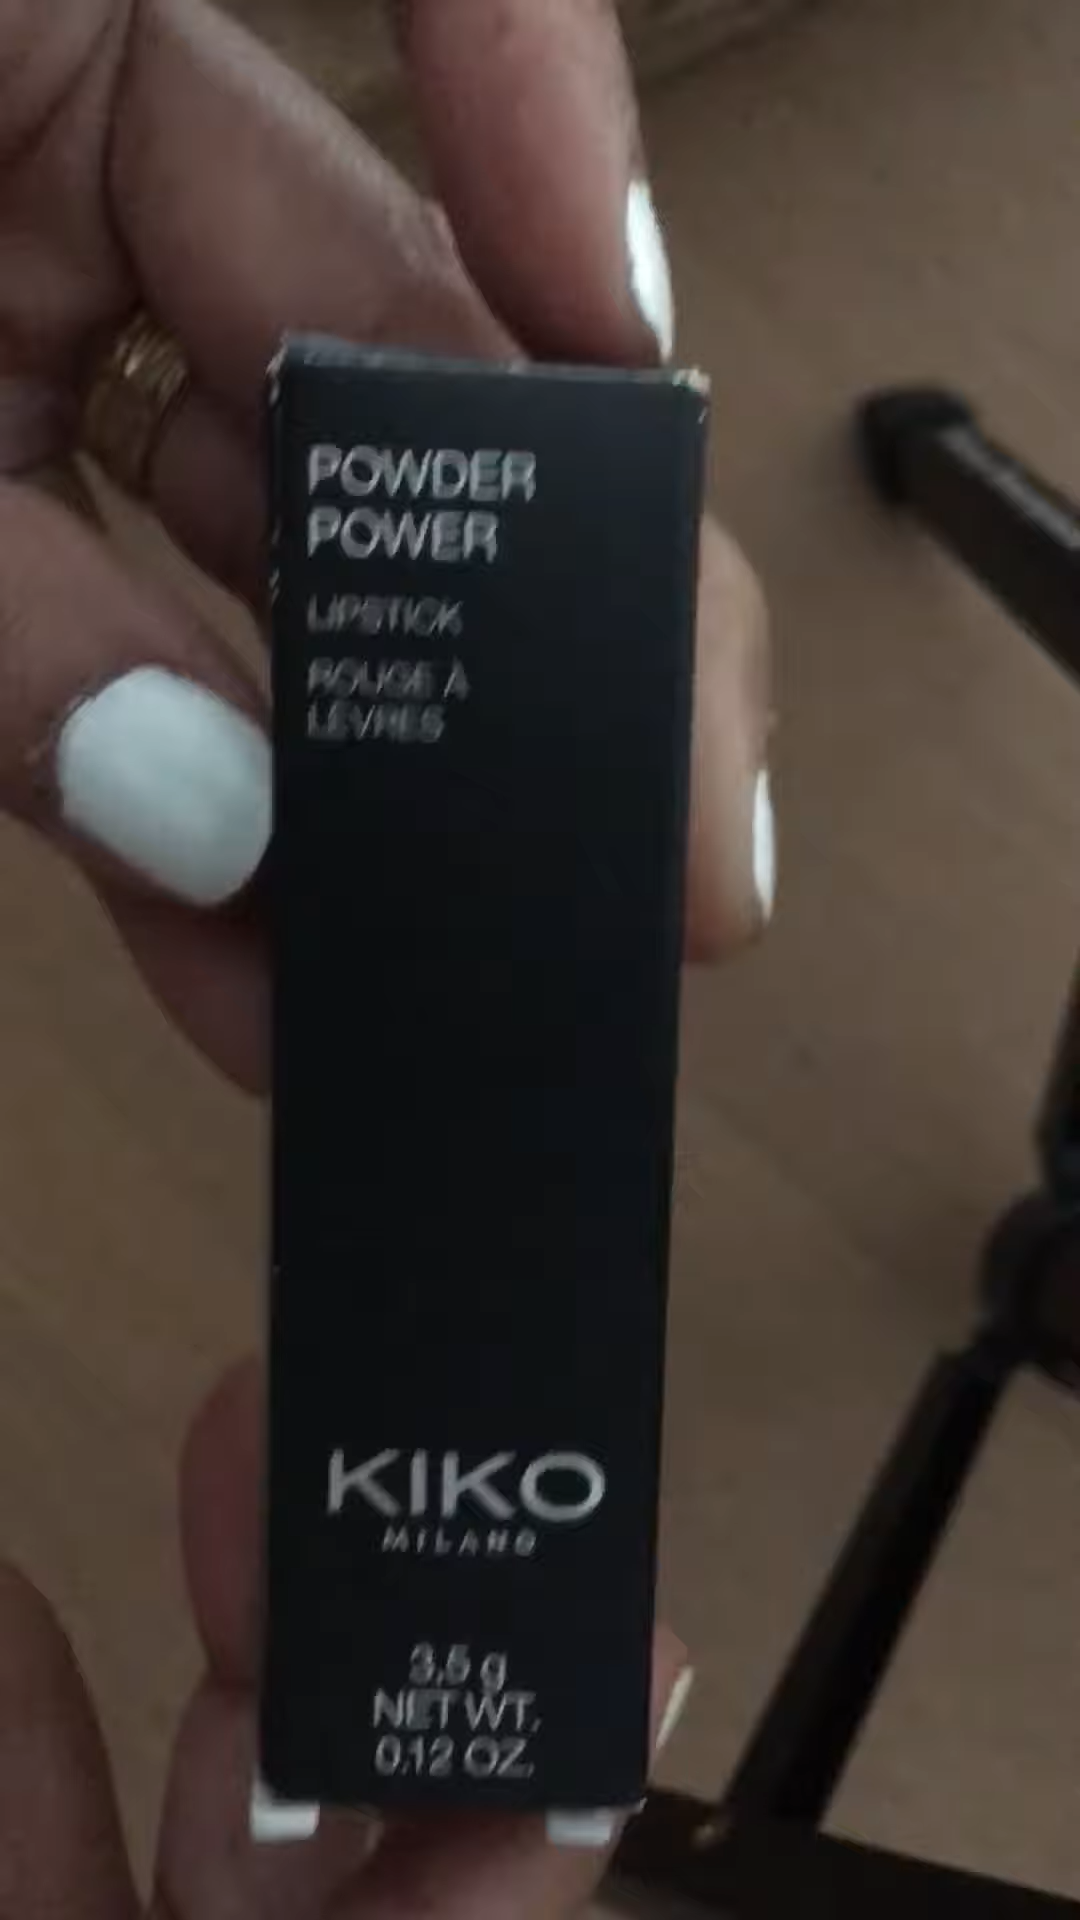 POWDER
POWER
LIPSTICK
ROUGE À
LÈVRES
KIKO
MILANO
3,5 g
NET WT.
0.12 OZ.